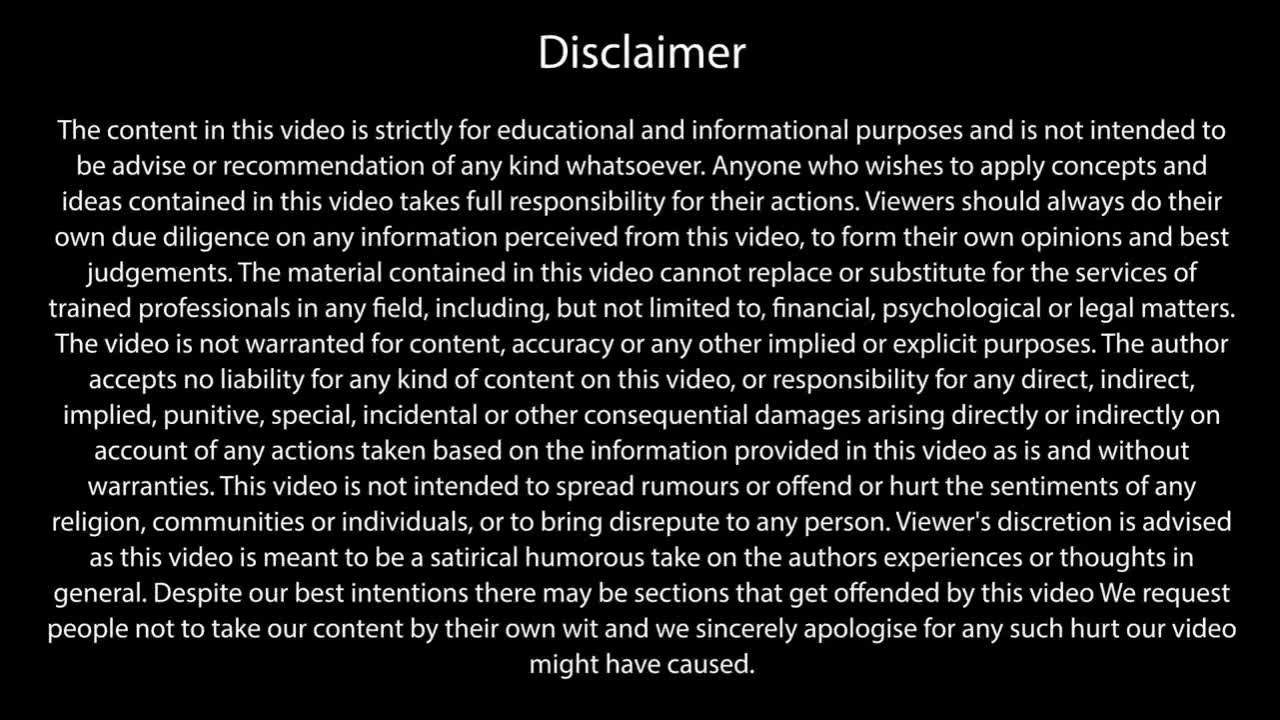 Disclaimer
The content in this video is strictly for educational and informational purposes and is not intended to
be advise or recommendation of any kind whatsoever. Anyone who wishes to apply concepts and
ideas contained in this video takes full responsibility for their actions. Viewers should always do their
own due diligence on any information perceived from this video, to form their own opinions and best
judgements. The material contained in this video cannot replace or substitute for the services of
trained professionals in any field, including, but not limited to, financial, psychological or legal matters.
The video is not warranted for content, accuracy or any other implied or explicit purposes. The author
accepts no liability for any kind of content on this video, or responsibility for any direct, indirect,
implied, punitive, special, incidental or other consequential damages arising directly or indirectly on
account of any actions taken based on the information provided in this video as is and without
warranties. This video is not intended to spread rumours or offend or hurt the sentiments of any
religion, communities or individuals, or to bring disrepute to any person. Viewer's discretion is advised
as this video is meant to be a satirical humorous take on the authors experiences or thoughts in
general. Despite our best intentions there may be sections that get offended by this video We request
people not to take our content by their own wit and we sincerely apologise for any such hurt our video
might have caused.